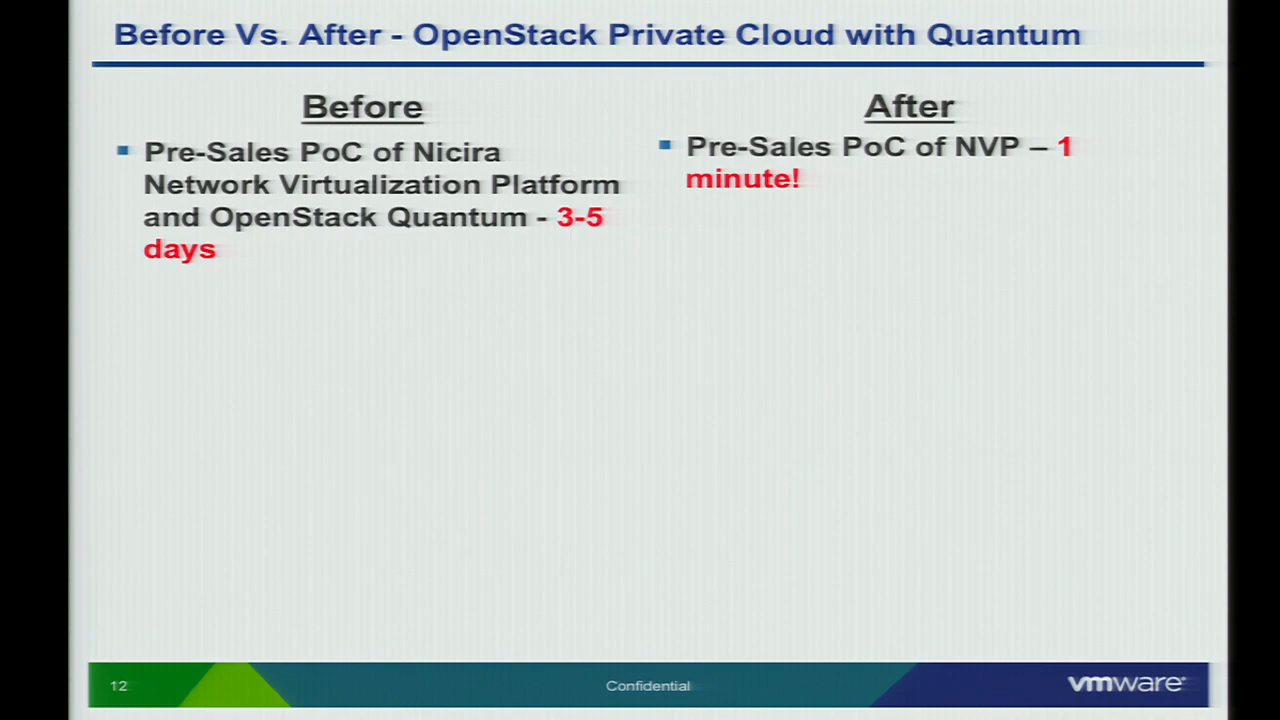 Before Vs. After - OpenStack Private Cloud with Quantum
Before
Pre-Sales PoC of Nicira
Network Virtualization Platform
and OpenStack Quantum - 3-5
days
After
Pre-Sales PoC of NVP – 1
minute!
12
Confidential
vmware®